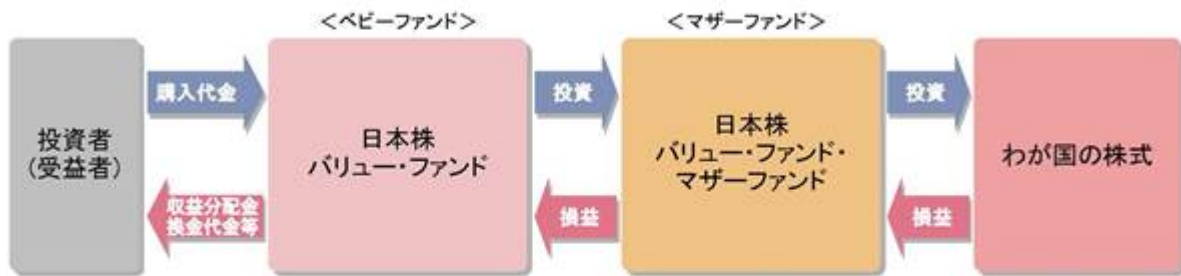 <ベビーファンド>
<マザーファンド>
投資者
(受益者)
購入代金
収益分配金
換金代金等
日本株
バリュー・ファンド
投資
損益
日本株
バリュー・ファンド・
マザーファンド
投資
損益
わが国の株式